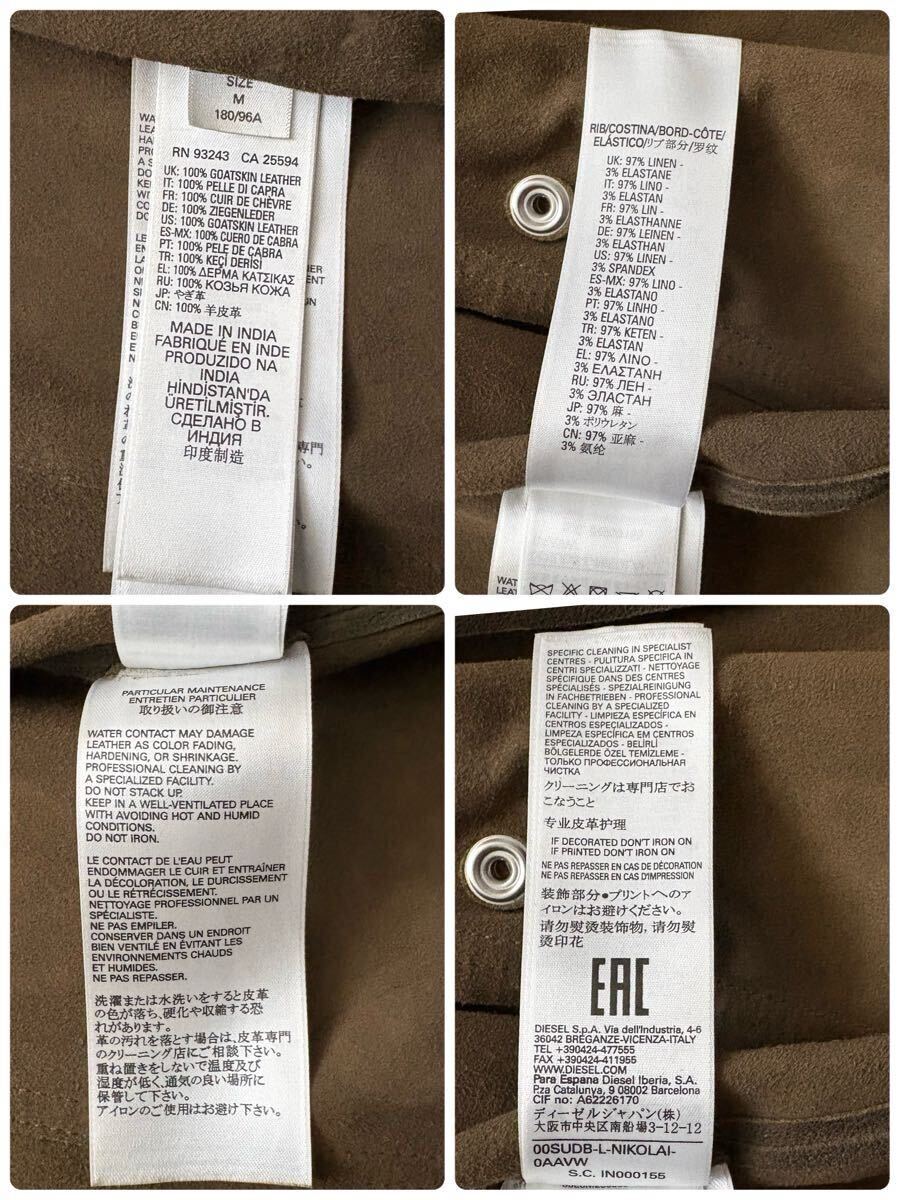 SIZE
M
180/96A
RN 93243 CA 25594
UK: 100% GOATSKIN LEATHER
IT: 100% PELLE DI CAPRA
FR: 100% CUIR DE CHÈVRE
DE: 100% ZIEGENLEDER
US: 100% GOATSKIN LEATHER
ES-MX: 100% CUERO DE CABRA
PT: 100% PELE DE CABRA
TR: 100% KEÇİ DERİSİ
EL: 100% ΔΕΡΜΑ ΚΑΤΣΙΚΑΣ
RU: 100% КОЗЬЯ КОЖА
JP: やぎ革
CN: 100% 羊皮革
MADE IN INDIA
FABRIQUÉ EN INDE
PRODUZIDO NA
INDIA
HİNDİSTAN'DA
ÜRETİLMİŞTİR.
СДЕЛАНО В
ИНДИЯ
印度制造
RIB/COSTINA/BORD-CÔTE/
ELÁSTICO/リブ部分/罗纹
UK: 97% LINEN -
3% ELASTANE
IT: 97% LINO -
3% ELASTAN
FR: 97% LIN -
3% ELASTHANNE
DE: 97% LEINEN -
3% ELASTHAN
US: 97% LINEN -
3% SPANDEX
ES-MX: 97% LINO -
3% ELASTANO
PT: 97% LINHO -
3% ELASTANO
TR: 97% KETEN -
3% ELASTAN
EL: 97% ΛΙΝΟ -
3% ΕΛΑΣΤΑΝΗ
RU: 97% ЛЕН -
3% ЭЛАСТАН
JP: 97% 麻 -
3% ポリウレタン
CN: 97% 亚麻 -
3% 氨纶
WAT
LEAT
PARTICULAR MAINTENANCE
ENTRETIEN PARTICULIER
取り扱いの御注意
WATER CONTACT MAY DAMAGE
LEATHER AS COLOR FADING,
HARDENING, OR SHRINKAGE.
PROFESSIONAL CLEANING BY
A SPECIALIZED FACILITY.
DO NOT STACK UP.
KEEP IN A WELL-VENTILATED PLACE
WITH AVOIDING HOT AND HUMID
CONDITIONS.
DO NOT IRON.
LE CONTACT DE L'EAU PEUT
ENDOMMAGER LE CUIR ET ENTRAÎNER
LA DÉCOLORATION, LE DURCISSEMENT
OU LE RÉTRÉCISSEMENT.
NETTOYAGE PROFESSIONNEL PAR UN
SPÉCIALISTE.
NE PAS EMPILER.
CONSERVER DANS UN ENDROIT
BIEN VENTILÉ EN ÉVITANT LES
ENVIRONNEMENTS CHAUDS
ET HUMIDES.
NE PAS REPASSER.
洗濯または水洗いをすると皮革
の色が落ち、硬化や収縮する恐
れがあります。
革の汚れを落とす場合は、皮革専門
のクリーニング店にご相談下さい。
重ね置きをしないで温度及び
湿度が低く、通気の良い場所に
保管して下さい。
アイロンのご使用はお避け下さい。
SPECIFIC CLEANING IN SPECIALIST
CENTRES - PULITURA SPECIFICA IN
CENTRI SPECIALIZZATI - NETTOYAGE
SPÉCIFIQUE DANS DES CENTRES
SPÉCIALISÉS - SPEZIALREINIGUNG
IN FACHBETRIEBEN - PROFESSIONAL
CLEANING BY A SPECIALIZED
FACILITY - LIMPIEZA ESPECÍFICA EN
CENTROS ESPECIALIZADOS -
LIMPEZA ESPECÍFICA EM CENTROS
ESPECIALIZADOS - BELİRLİ
BÖLGELERDE ÖZEL TEMİZLEME -
ТОЛЬКО ПРОФЕССИОНАЛЬНАЯ
ЧИСТКА
クリーニングは専門店でお
こなうこと
专业皮革护理
IF DECORATED DON'T IRON ON
IF PRINTED DON'T IRON ON
NE PAS REPASSER EN CAS DE DÉCORATION
NE PAS REPASSER EN CAS D'IMPRESSION
装飾部分●プリントへのア
イロンはお避けください。
请勿熨烫装饰物, 请勿熨
烫印花
EAC
DIESEL S.p.A. Via dell'Industria, 4-6
36042 BREGANZE-VICENZA-ITALY
TEL +390424-477555
FAX +390424-411955
WWW.DIESEL.COM
Para Espana Diesel Iberia, S.A.
P.za Catalunya, 9 08002 Barcelona
CIF no: A62226170
ディーゼルジャパン(株)
大阪市中央区南船場3-12-12
00SUDB-L-NIKOLAI-
0AAVW
S.C. IN000155